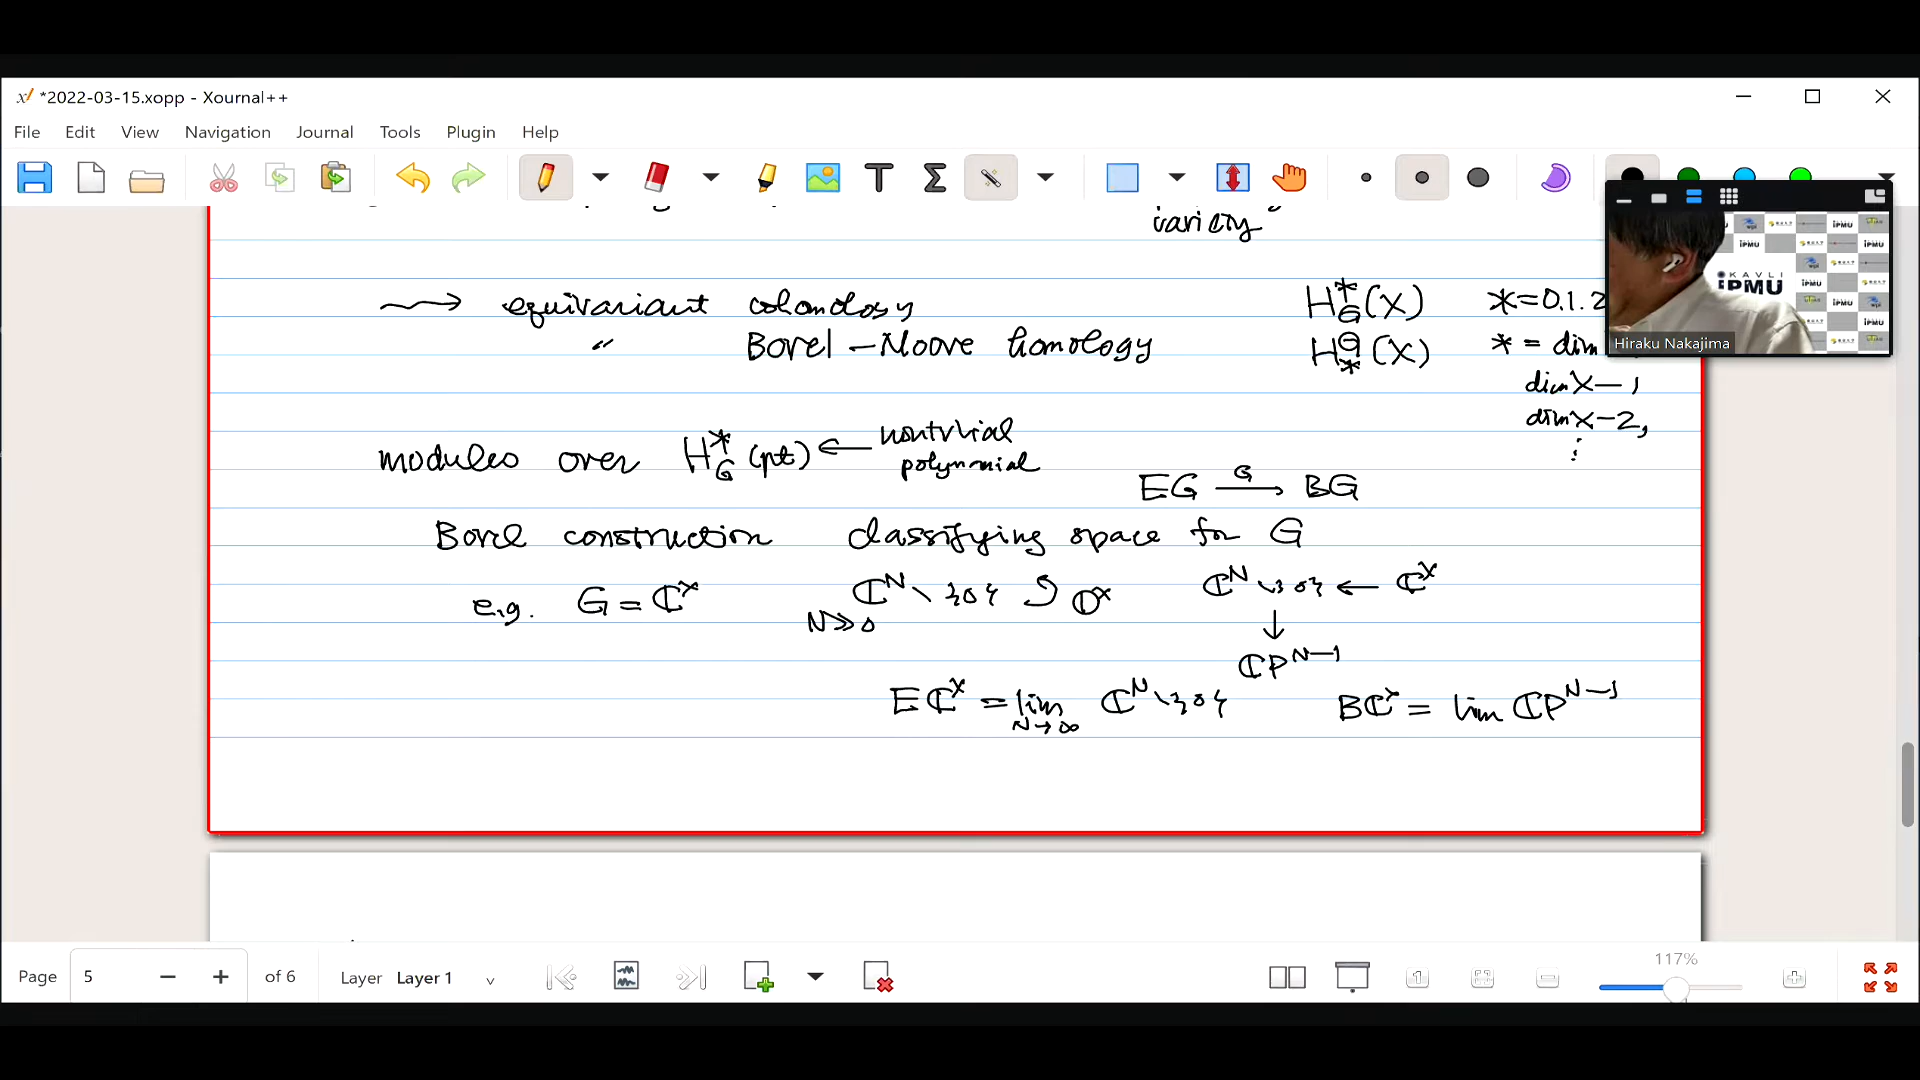 *2022-03-15.xopp - Xournal++
File Edit View Navigation Journal Tools Plugin Help
variety
⇝ equivariant cohomology H*_G(X) *=0.1.2
〃 Borel-Moore homology H^G_*(X) * = dim
dim X-1
dim X-2,
⋮
modules over H*_G(pt) ← nontrivial
polynomial
EG →^G BG
Borel construction classifying space for G
e.g. G = ℂ^× ℂ^N \ {0} ↶ ℂ^× ℂ^N \ {0} ← ℂ^×
N≫0
↓
ℂP^{N-1}
Eℂ^× = lim_{N→∞} ℂ^N \ {0} Bℂ^× = lim ℂP^{N-1}
KAVLI
IPMU
Hiraku Nakajima
Page 5 of 6 Layer Layer 1 117%